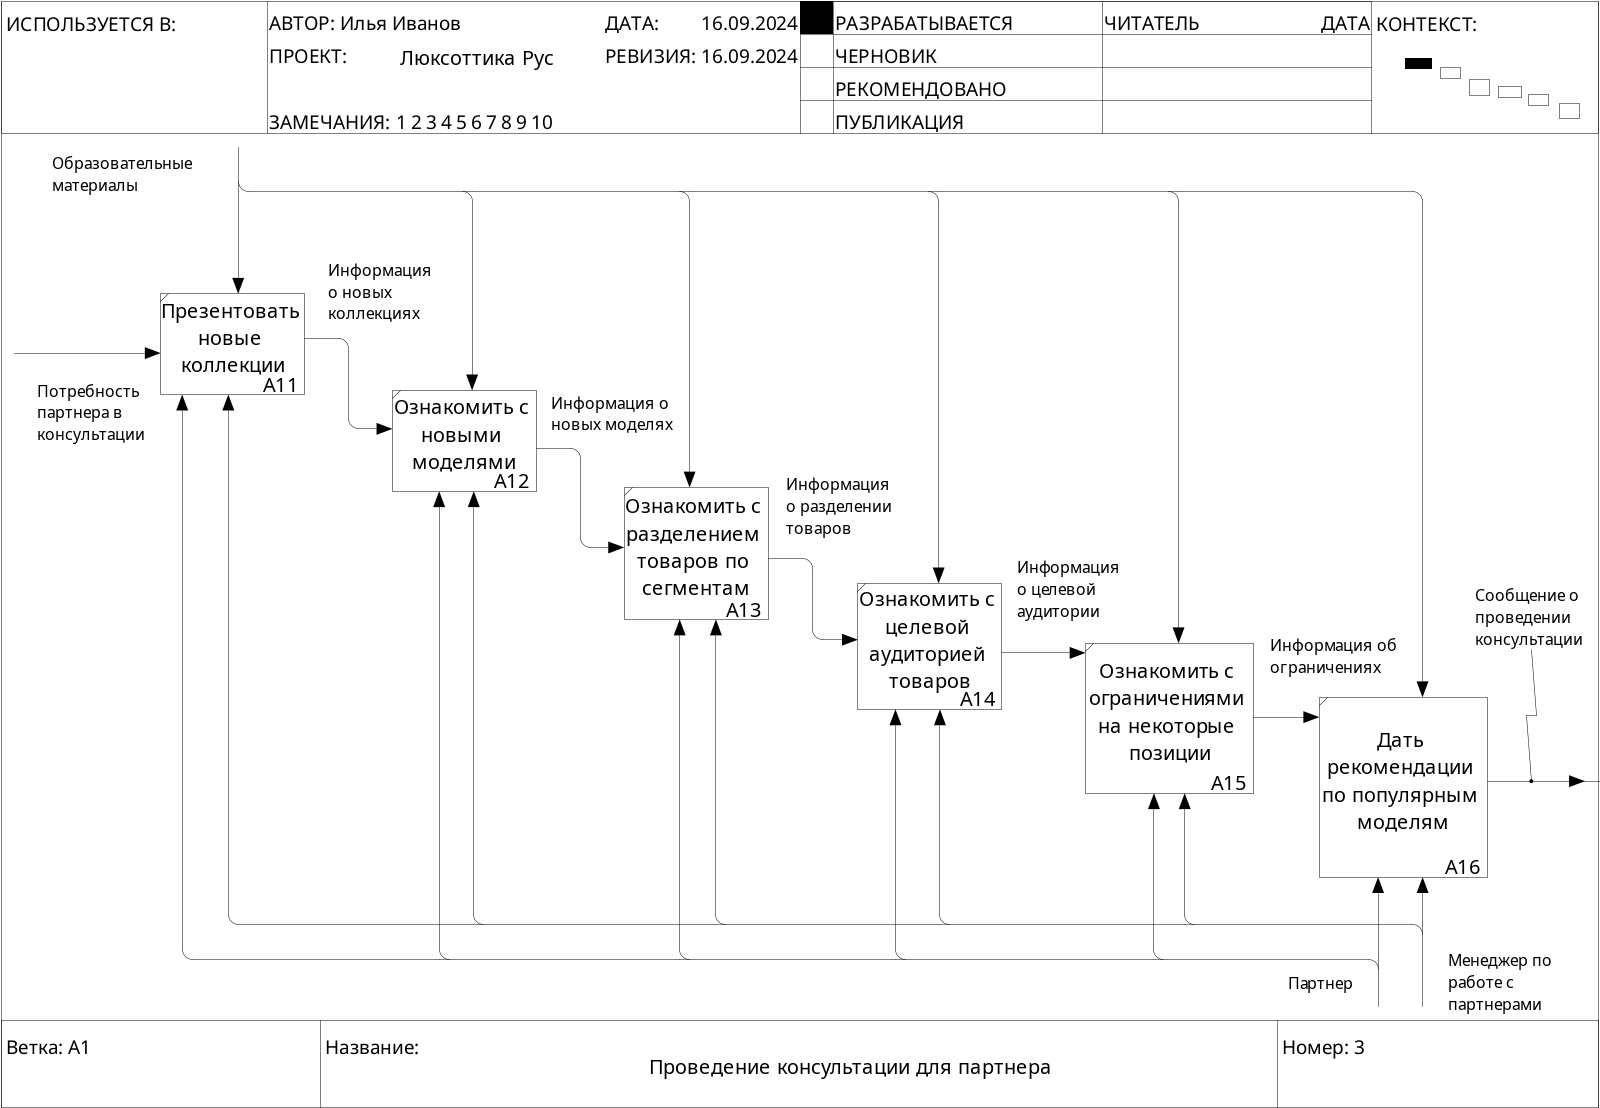 ИСПОЛЬЗУЕТСЯ В:
АВТОР: Илья Иванов
ДАТА: 16.09.2024
РАЗРАБАТЫВАЕТСЯ
ЧИТАТЕЛЬ
ДАТА
КОНТЕКСТ:
ПРОЕКТ: Люксоттика Рус
РЕВИЗИЯ: 16.09.2024
ЧЕРНОВИК
РЕКОМЕНДОВАНО
ЗАМЕЧАНИЯ: 1 2 3 4 5 6 7 8 9 10
ПУБЛИКАЦИЯ
Образовательные
материалы
Информация
о новых
коллекциях
Презентовать
новые
коллекции
A11
Потребность
партнера в
консультации
Ознакомить с
новыми
моделями
A12
Информация о
новых моделях
Ознакомить с
разделением
товаров по
сегментам
A13
Информация
о разделении
товаров
Ознакомить с
целевой
аудиторией
товаров
A14
Информация
о целевой
аудитории
Ознакомить с
ограничениями
на некоторые
позиции
A15
Информация об
ограничениях
Дать
рекомендации
по популярным
моделям
A16
Сообщение о
проведении
консультации
Партнер
Менеджер по
работе с
партнерами
Ветка: A1
Название:
Проведение консультации для партнера
Номер: 3